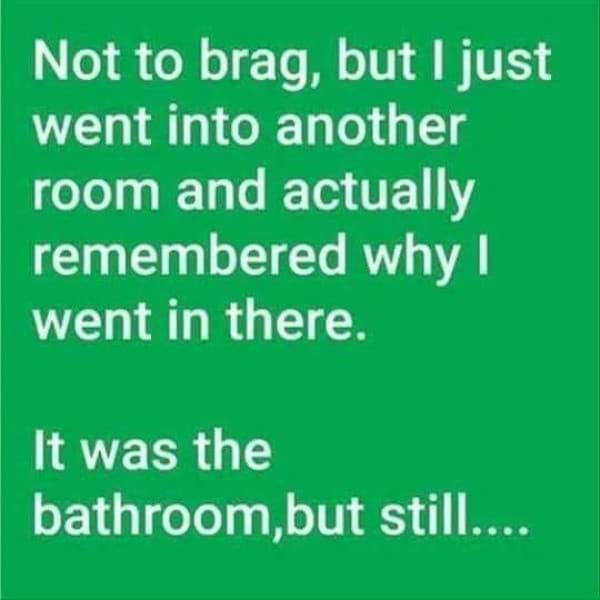 Not to brag, but I just
went into another
room and actually
remembered why I
went in there.
It was the
bathroom,but still....